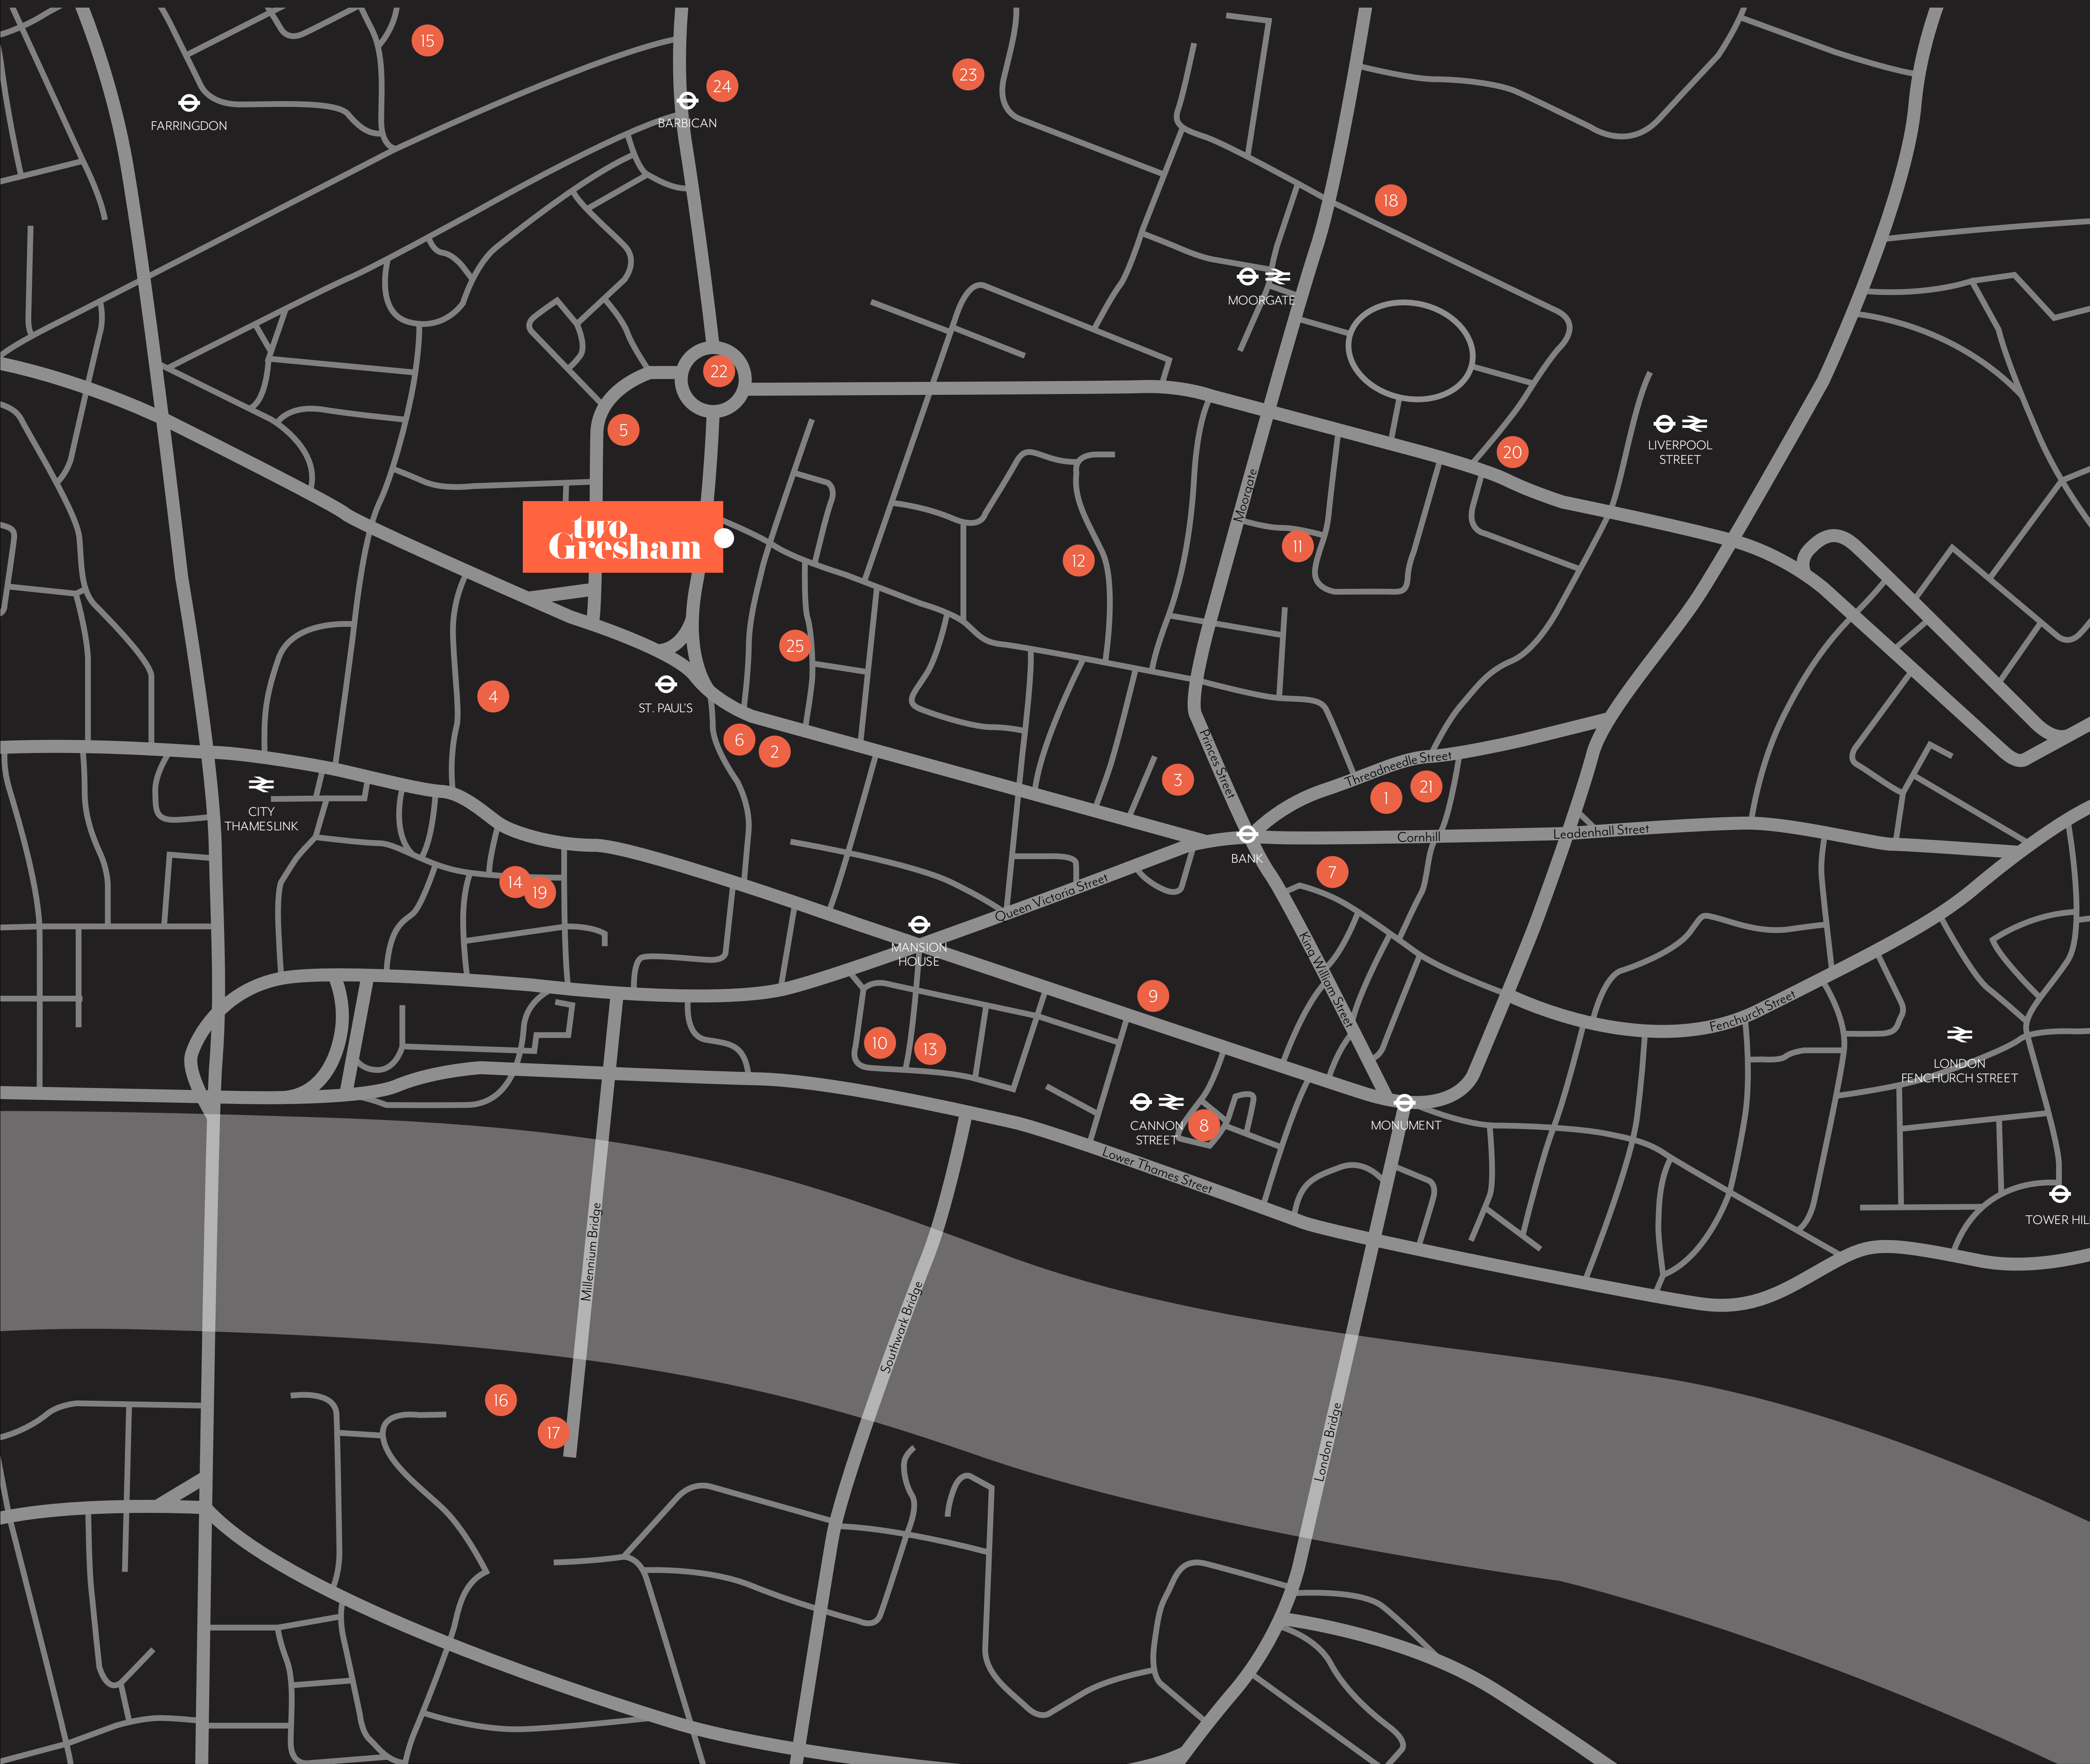 15
24
23
FARRINGDON
BARBICAN
18
MOORGATE
22
5
LIVERPOOL
STREET
20
Moorgate
two
Gresham
11
12
25
4
ST. PAUL'S
6
2
Princes Street
3
Threadneedle Street
21
1
CITY
THAMESLINK
Cornhill
Leadenhall Street
BANK
7
14
19
Queen Victoria Street
MANSION
HOUSE
King William Street
9
Fenchurch Street
10
13
LONDON
FENCHURCH STREET
CANNON
STREET
8
MONUMENT
Lower Thames Street
TOWER HIL
Millennium Bridge
Southwark Bridge
16
17
London Bridge